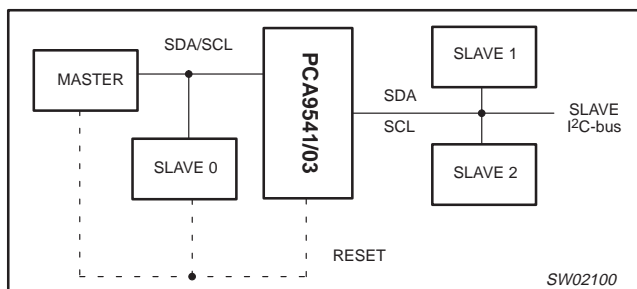 SDA/SCL
MASTER
SLAVE 0
PCA9541/03
SDA
SCL
SLAVE 1
SLAVE 2
SLAVE
I²C-bus
RESET
SW02100